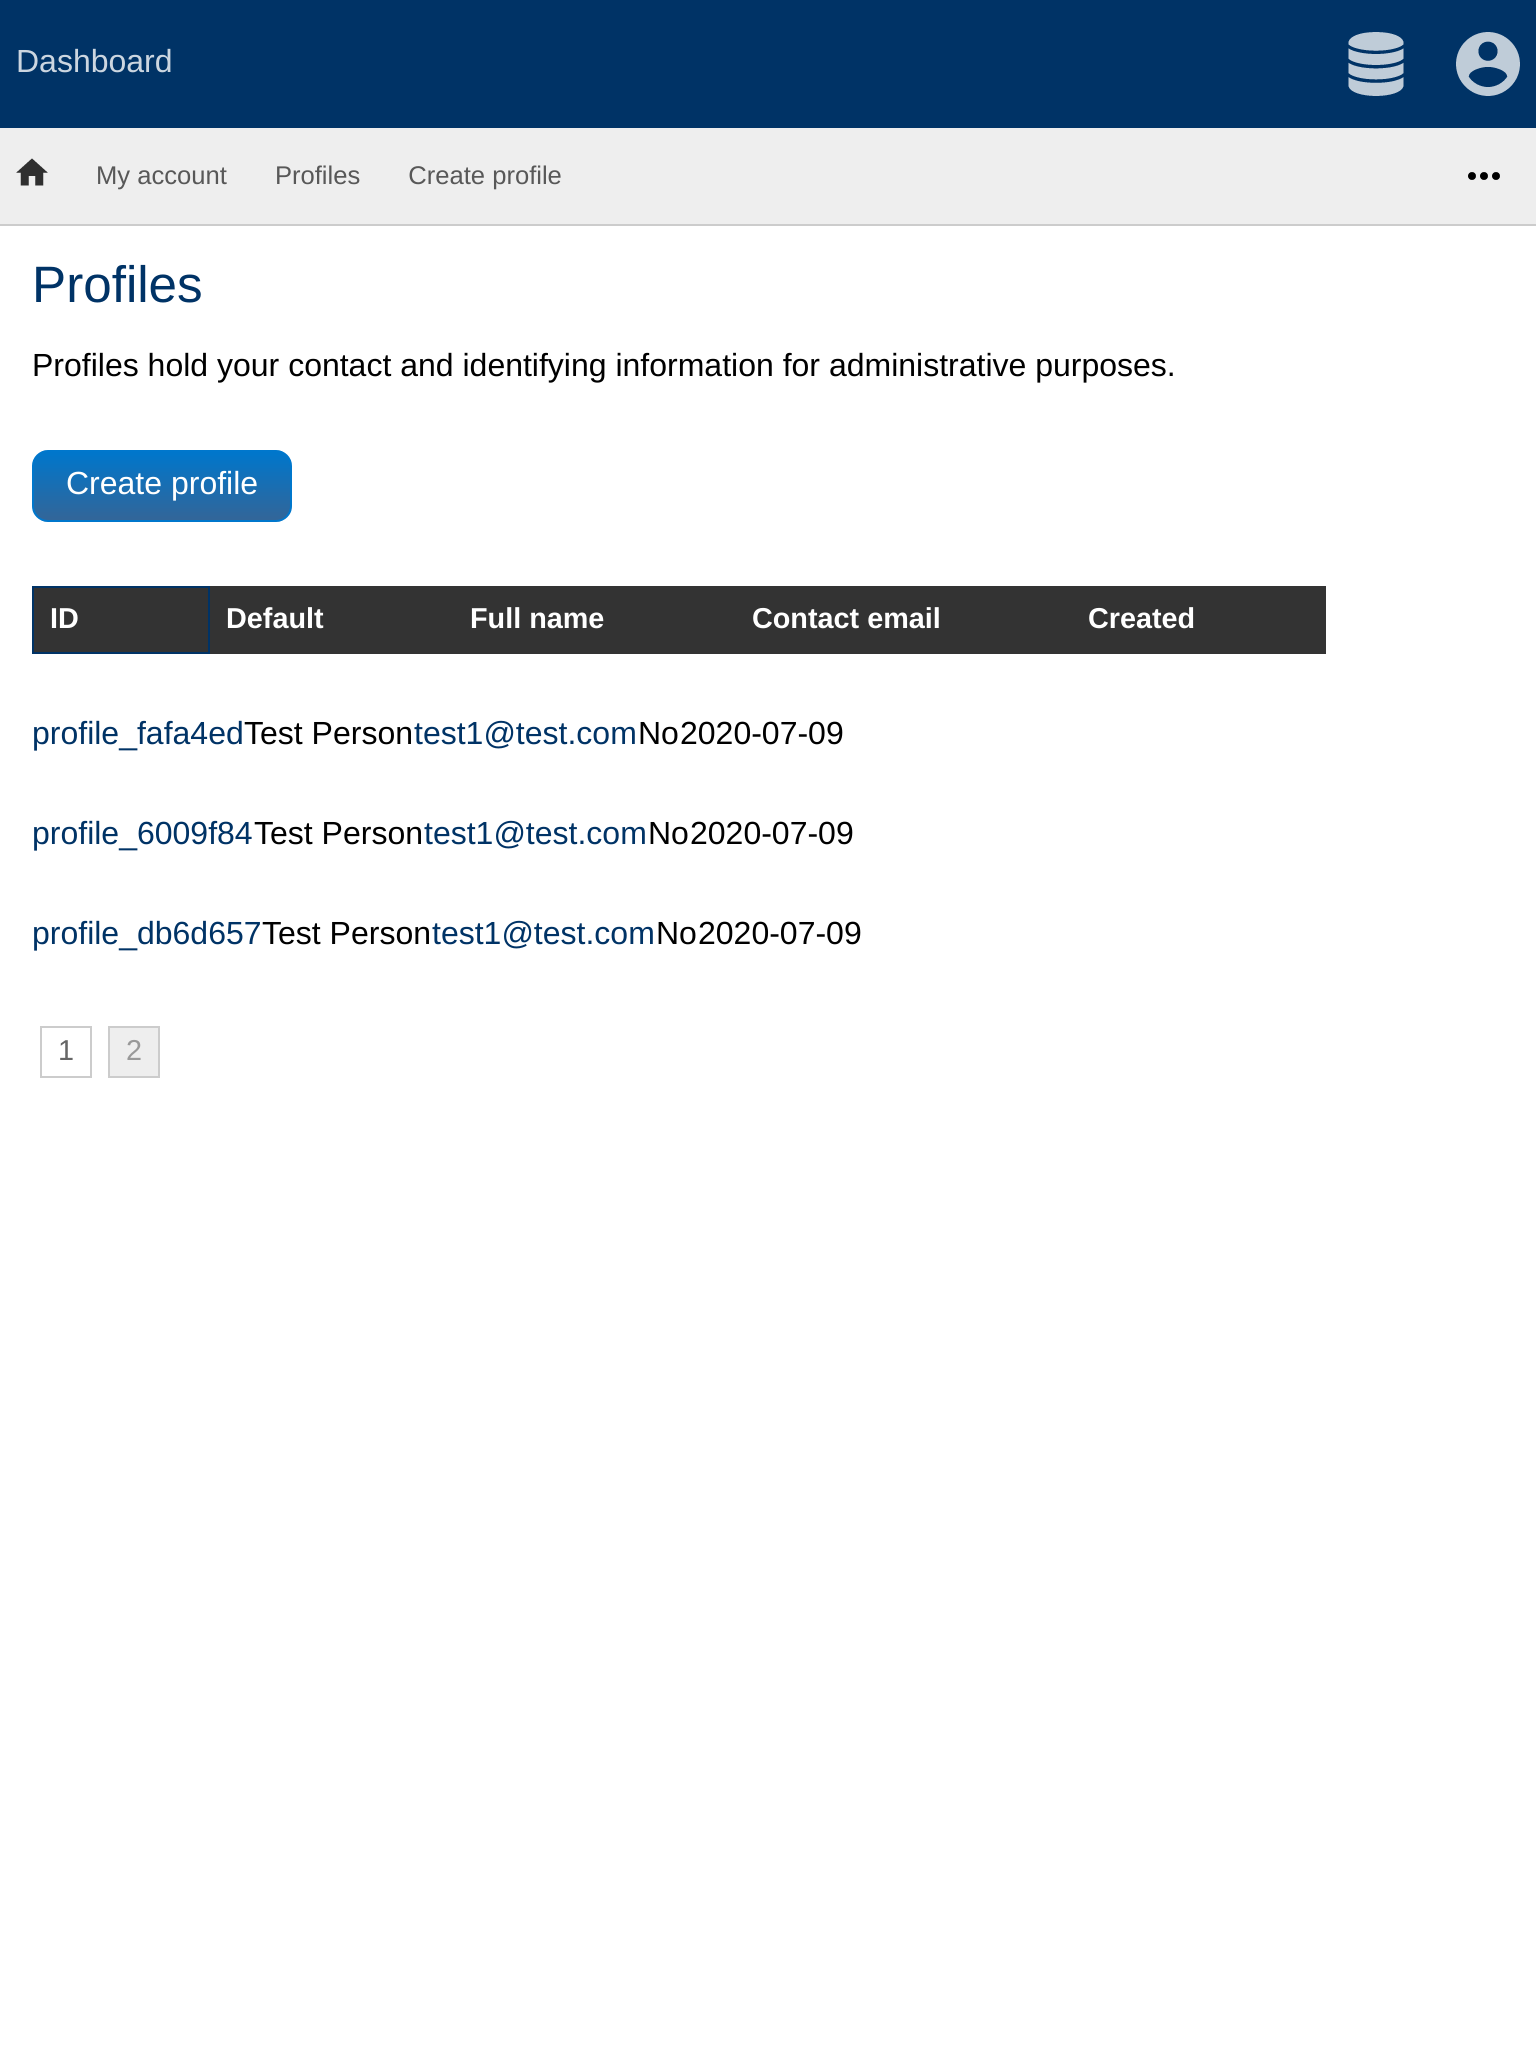 Dashboard
My account Profiles Create profile
Profiles
Profiles hold your contact and identifying information for administrative purposes.
Create profile
ID Default Full name Contact email Created
profile_fafa4edTest Persontest1@test.comNo2020-07-09
profile_6009f84Test Persontest1@test.comNo2020-07-09
profile_db6d657Test Persontest1@test.comNo2020-07-09
1 2